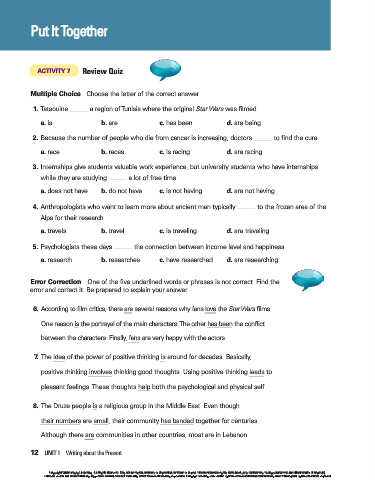 Put It Together
ACTIVITY 7 Review Quiz
Multiple Choice Choose the letter of the correct answer
1. Tataouine ______ a region of Tunisia where the original Star Wars was filmed
a. is b. are c. has been d. are being
2. Because the number of people who die from cancer is increasing, doctors ______ to find the cure
a. race b. races c. is racing d. are racing
3. Internships give students valuable work experience, but university students who have internships
while they are studying ______ a lot of free time
a. does not have b. do not have c. is not having d. are not having
4. Anthropologists who want to learn more about ancient man typically ______ to the frozen area of the
Alps for their research
a. travels b. travel c. is traveling d. are traveling
5. Psychologists these days ______ the connection between income level and happiness
a. research b. researches c. have researched d. are researching
Error Correction One of the five underlined words or phrases is not correct Find the
error and correct it Be prepared to explain your answer
6. According to film critics, there are several reasons why fans love the Star Wars films
One reason is the portrayal of the main characters The other has been the conflict
between the characters Finally, fans are very happy with the actors
7. The idea of the power of positive thinking is around for decades Basically,
positive thinking involves thinking good thoughts Using positive thinking leads to
pleasant feelings These thoughts help both the psychological and physical self
8. The Druze people is a religious group in the Middle East Even though
their numbers are small, their community has banded together for centuries
Although there are communities in other countries, most are in Lebanon
12 UNIT 1 Writing about the Present